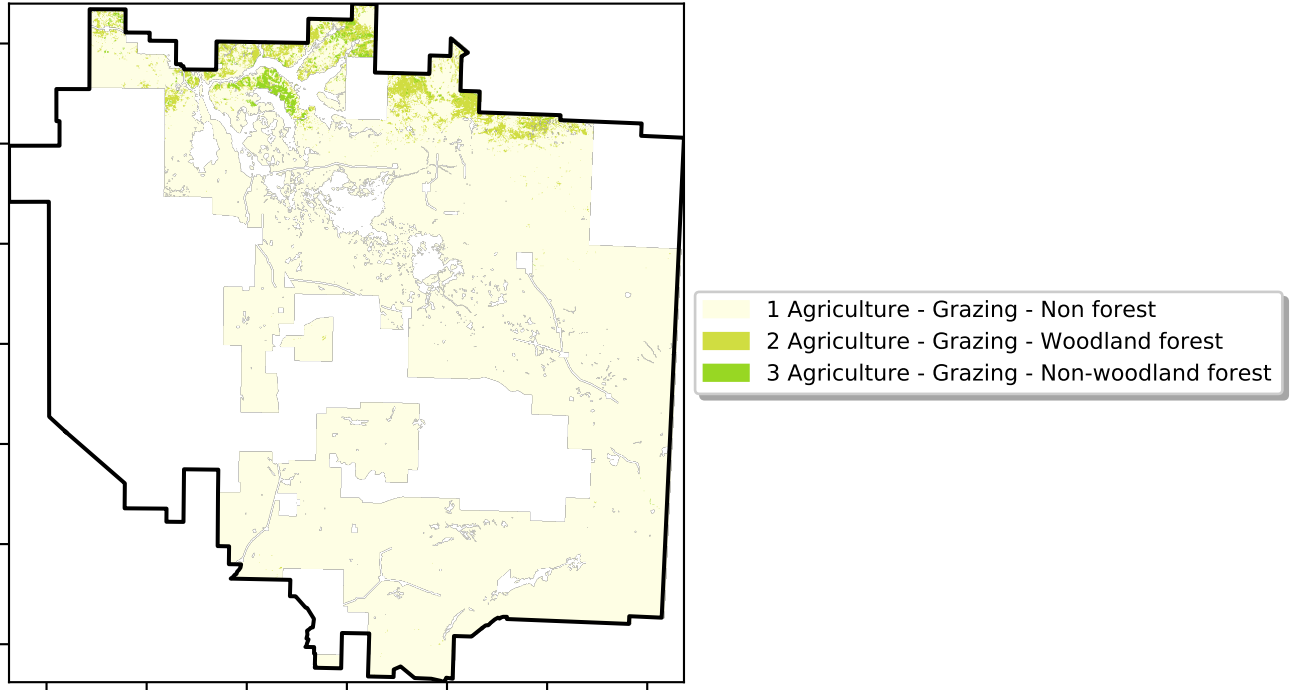 1 Agriculture - Grazing - Non forest
2 Agriculture - Grazing - Woodland forest
3 Agriculture - Grazing - Non-woodland forest